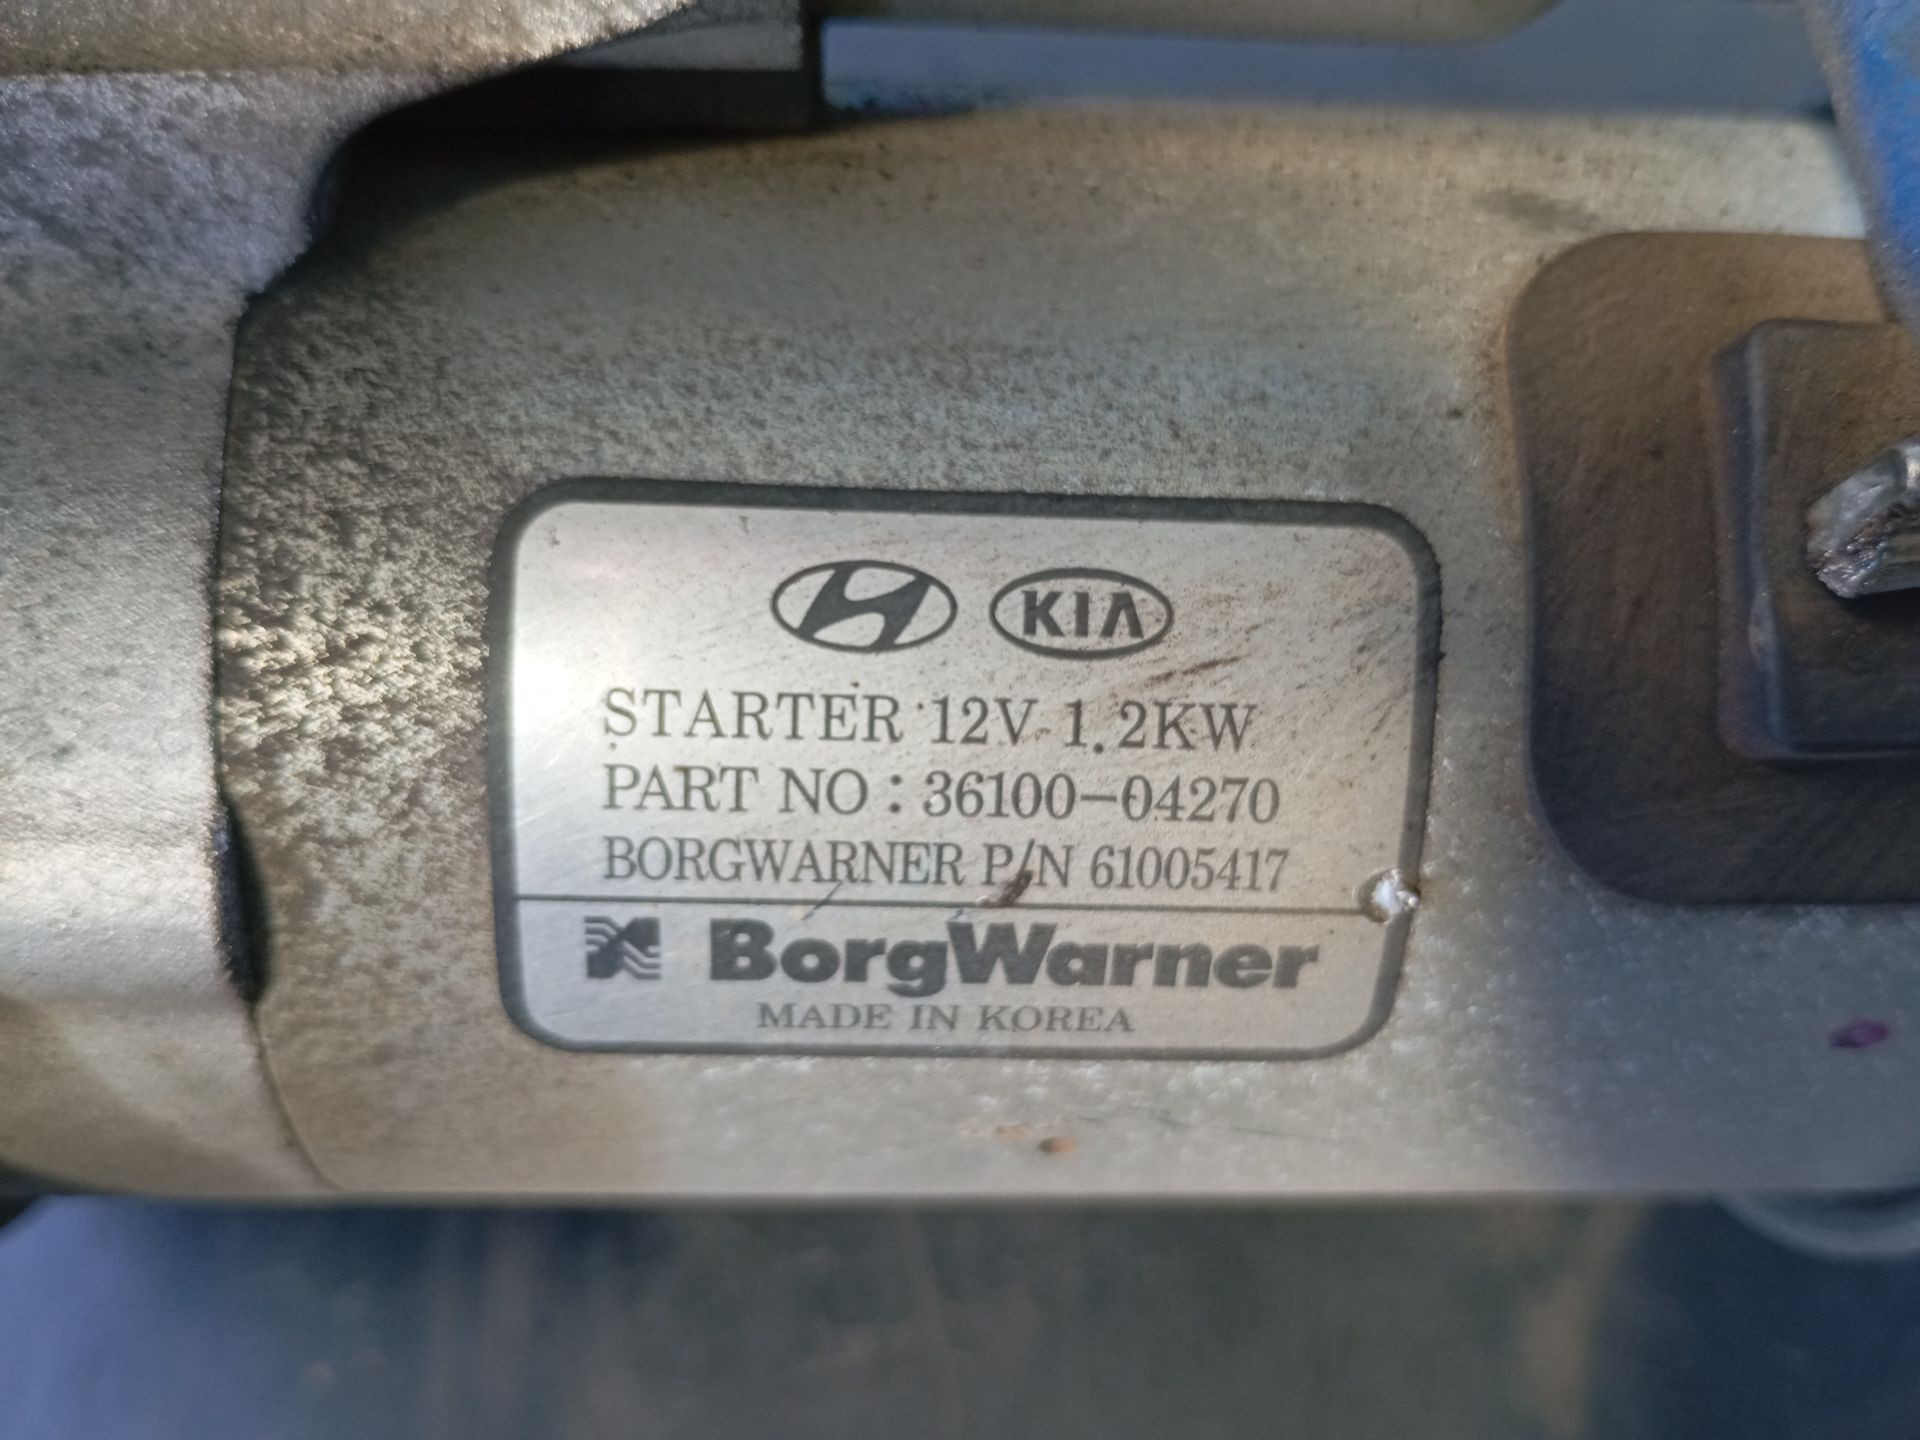 KIA
STARTER 12V 1.2KW
PART NO : 36100-04270
BORGWARNER P/N 61005417
BorgWarner
MADE IN KOREA